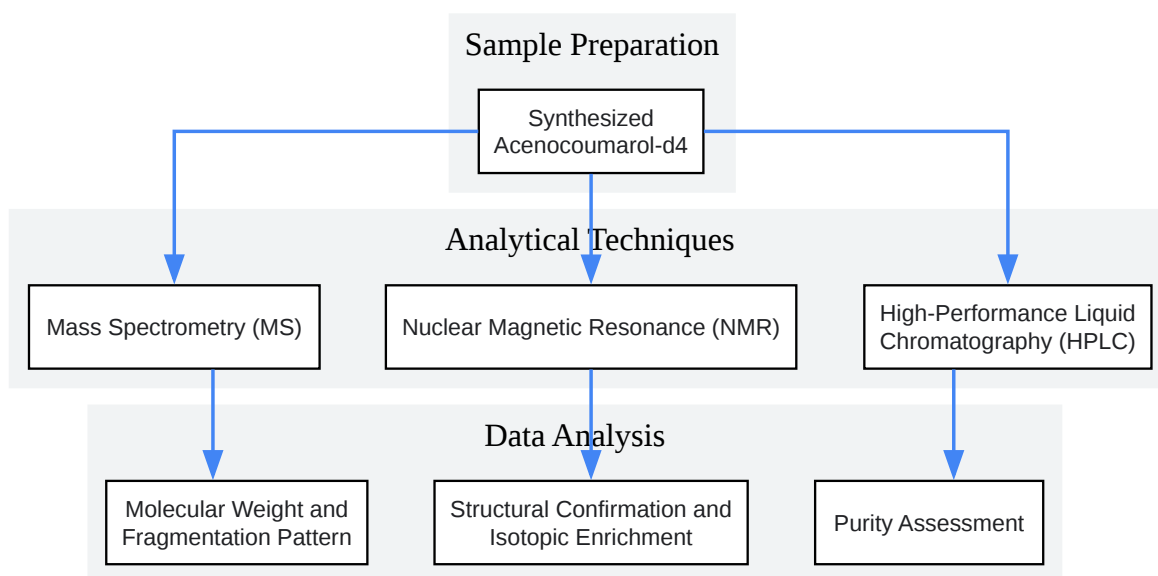 Sample Preparation
Synthesized
Acenocoumarol-d4
Analytical Techniques
Mass Spectrometry (MS)
Nuclear Magnetic Resonance (NMR)
High-Performance Liquid
Chromatography (HPLC)
Data Analysis
Molecular Weight and
Fragmentation Pattern
Structural Confirmation and
Isotopic Enrichment
Purity Assessment